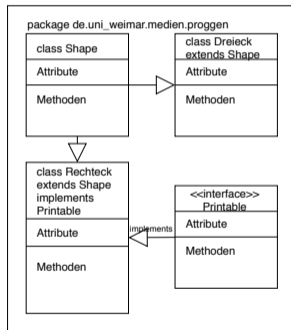 package de.uni_weimar.medien.proggen
class Shape
Attribute
Methoden
class Dreieck
extends Shape
Attribute
Methoden
class Rechteck
extends Shape
implements
Printable
Attribute
Methoden
implements
<<interface>>
Printable
Attribute
Methoden